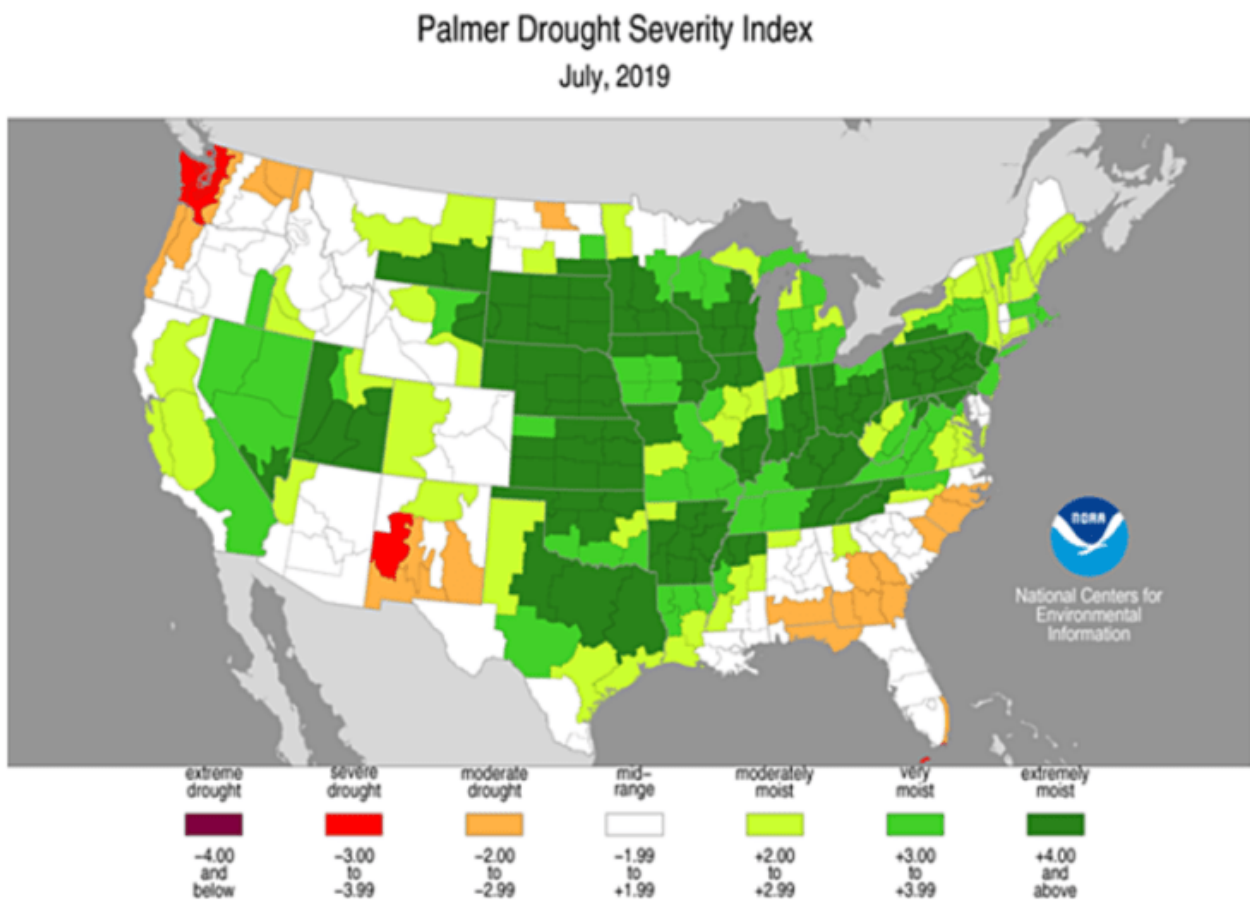 Palmer Drought Severity Index
July, 2019
NOAA
National Centers for
Environmental
Information
extreme
drought
severe
drought
moderate
drought
mid–
range
moderately
moist
very
moist
extremely
moist
−4.00
and
below
−3.00
to
−3.99
−2.00
to
−2.99
−1.99
to
+1.99
+2.00
to
+2.99
+3.00
to
+3.99
+4.00
and
above